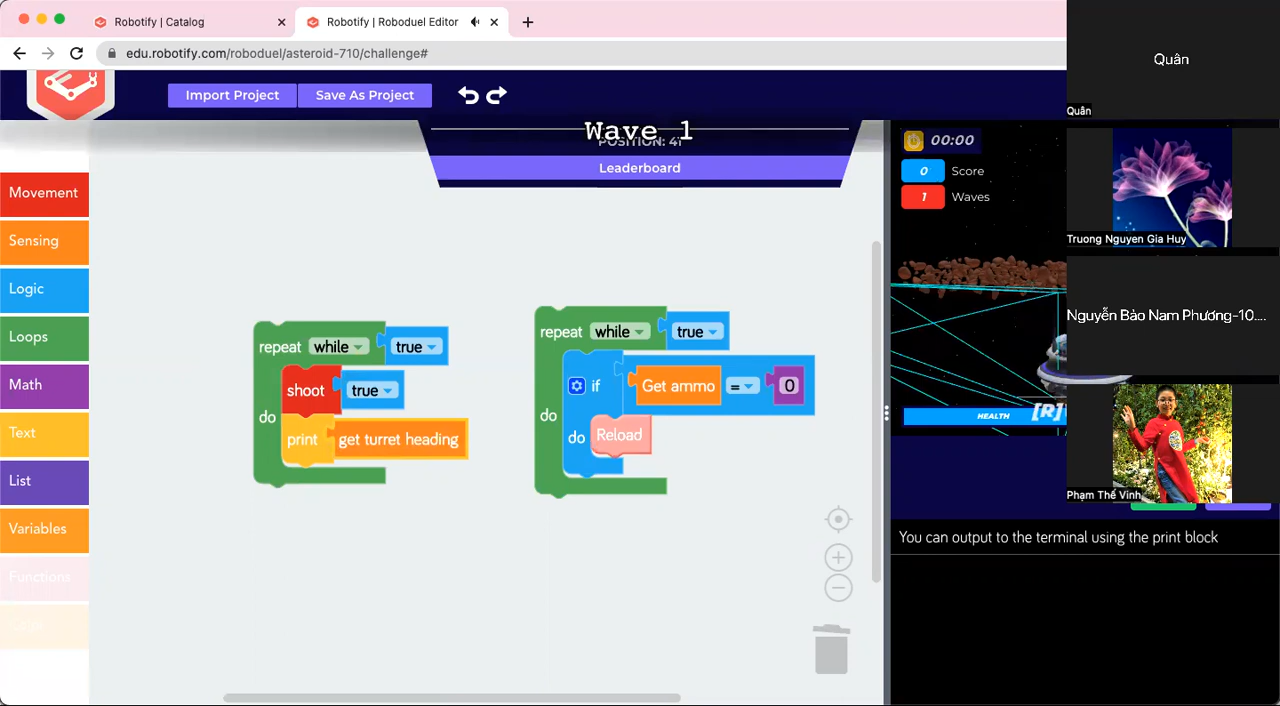 Robotify | Catalog
Robotify | Roboduel Editor
edu.robotify.com/roboduel/asteroid-710/challenge#
Import Project
Save As Project
Wave 1
POSITION: 41
Leaderboard
Movement
Sensing
Logic
Loops
Math
Text
List
Variables
Functions
repeat while true
do
shoot true
print get turret heading
repeat while true
do
if Get ammo = 0
do Reload
00:00
0 Score
1 Waves
HEALTH
[R]
You can output to the terminal using the print block
Quân
Quân
Truong Nguyen Gia Huy
Nguyễn Bảo Nam Phương-10....
Phạm Thế Vinh